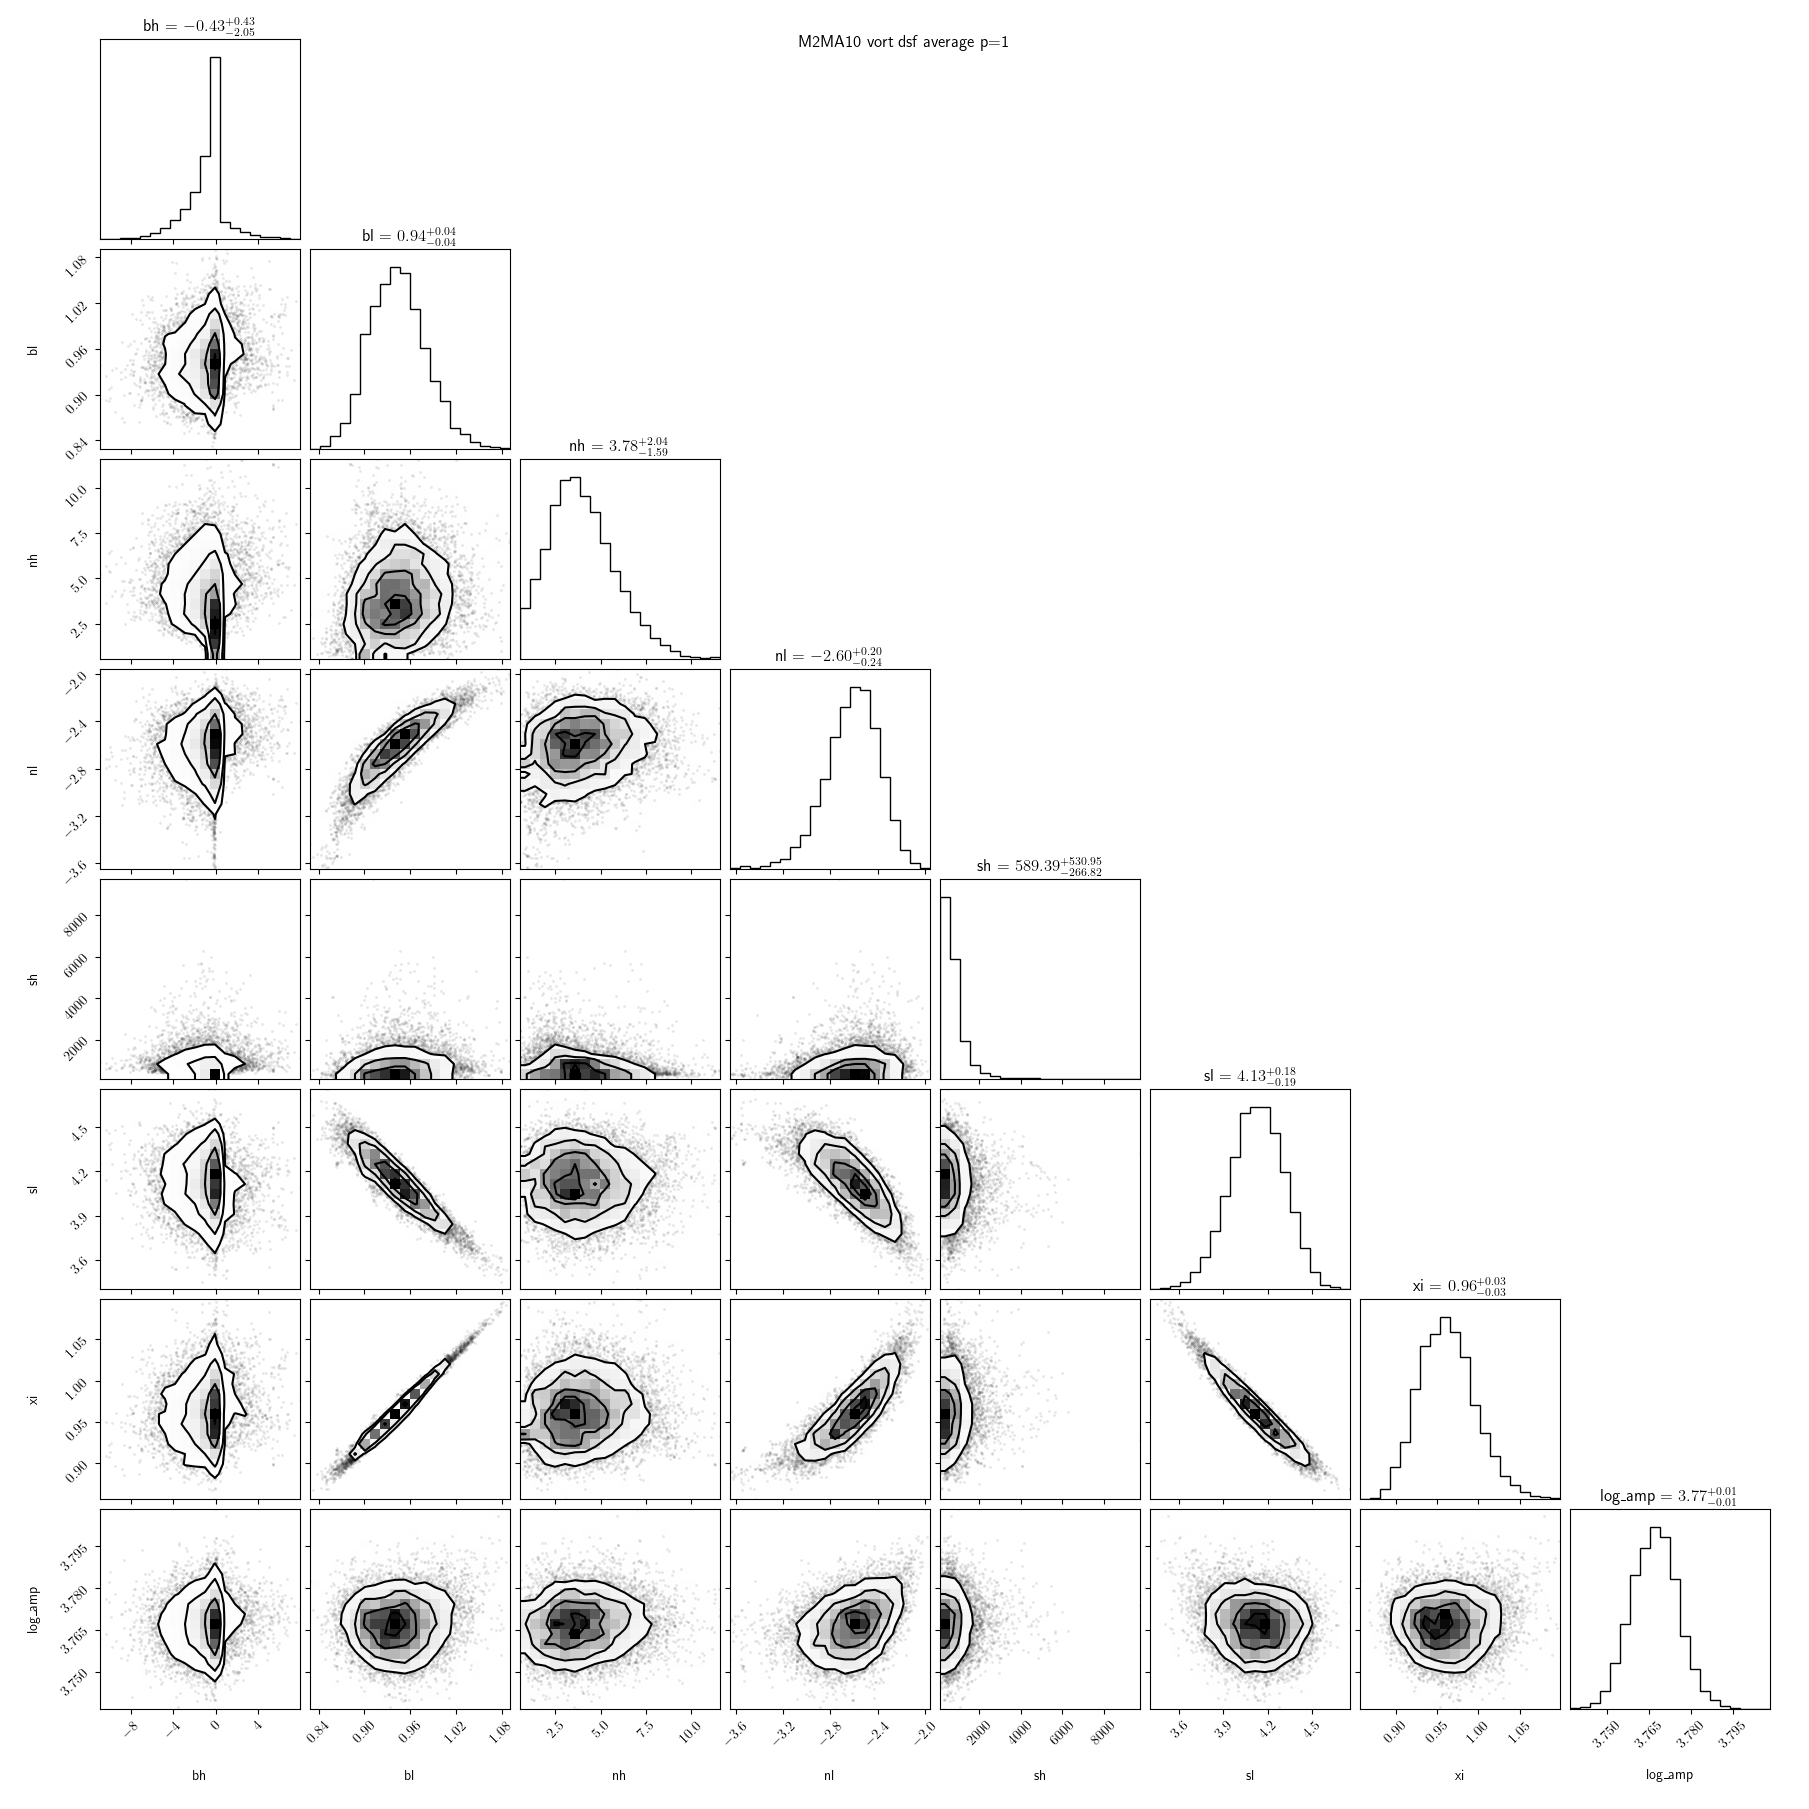 M2MA10 vort dsf average p=1
bh = −0.43 +0.43 −2.05
bl = 0.94 +0.04 −0.04
bl
1.08
1.02
0.96
0.90
0.84
nh = 3.78 +2.04 −1.59
nh
10.0
7.5
5.0
2.5
nl = −2.60 +0.20 −0.24
nl
−2.0
−2.4
−2.8
−3.2
−3.6
sh = 589.39 +530.95 −266.82
sh
8000
6000
4000
2000
sl = 4.13 +0.18 −0.19
sl
4.5
4.2
3.9
3.6
xi = 0.96 +0.03 −0.03
xi
1.05
1.00
0.95
0.90
log_amp = 3.77 +0.01 −0.01
log_amp
3.795
3.780
3.765
3.750
−8 −4 0 4
0.84 0.90 0.96 1.02 1.08
2.5 5.0 7.5 10.0
−3.6 −3.2 −2.8 −2.4 −2.0
2000 4000 6000 8000
3.6 3.9 4.2 4.5
0.90 0.95 1.00 1.05
3.750 3.765 3.780 3.795
bh bl nh nl sh sl xi log_amp